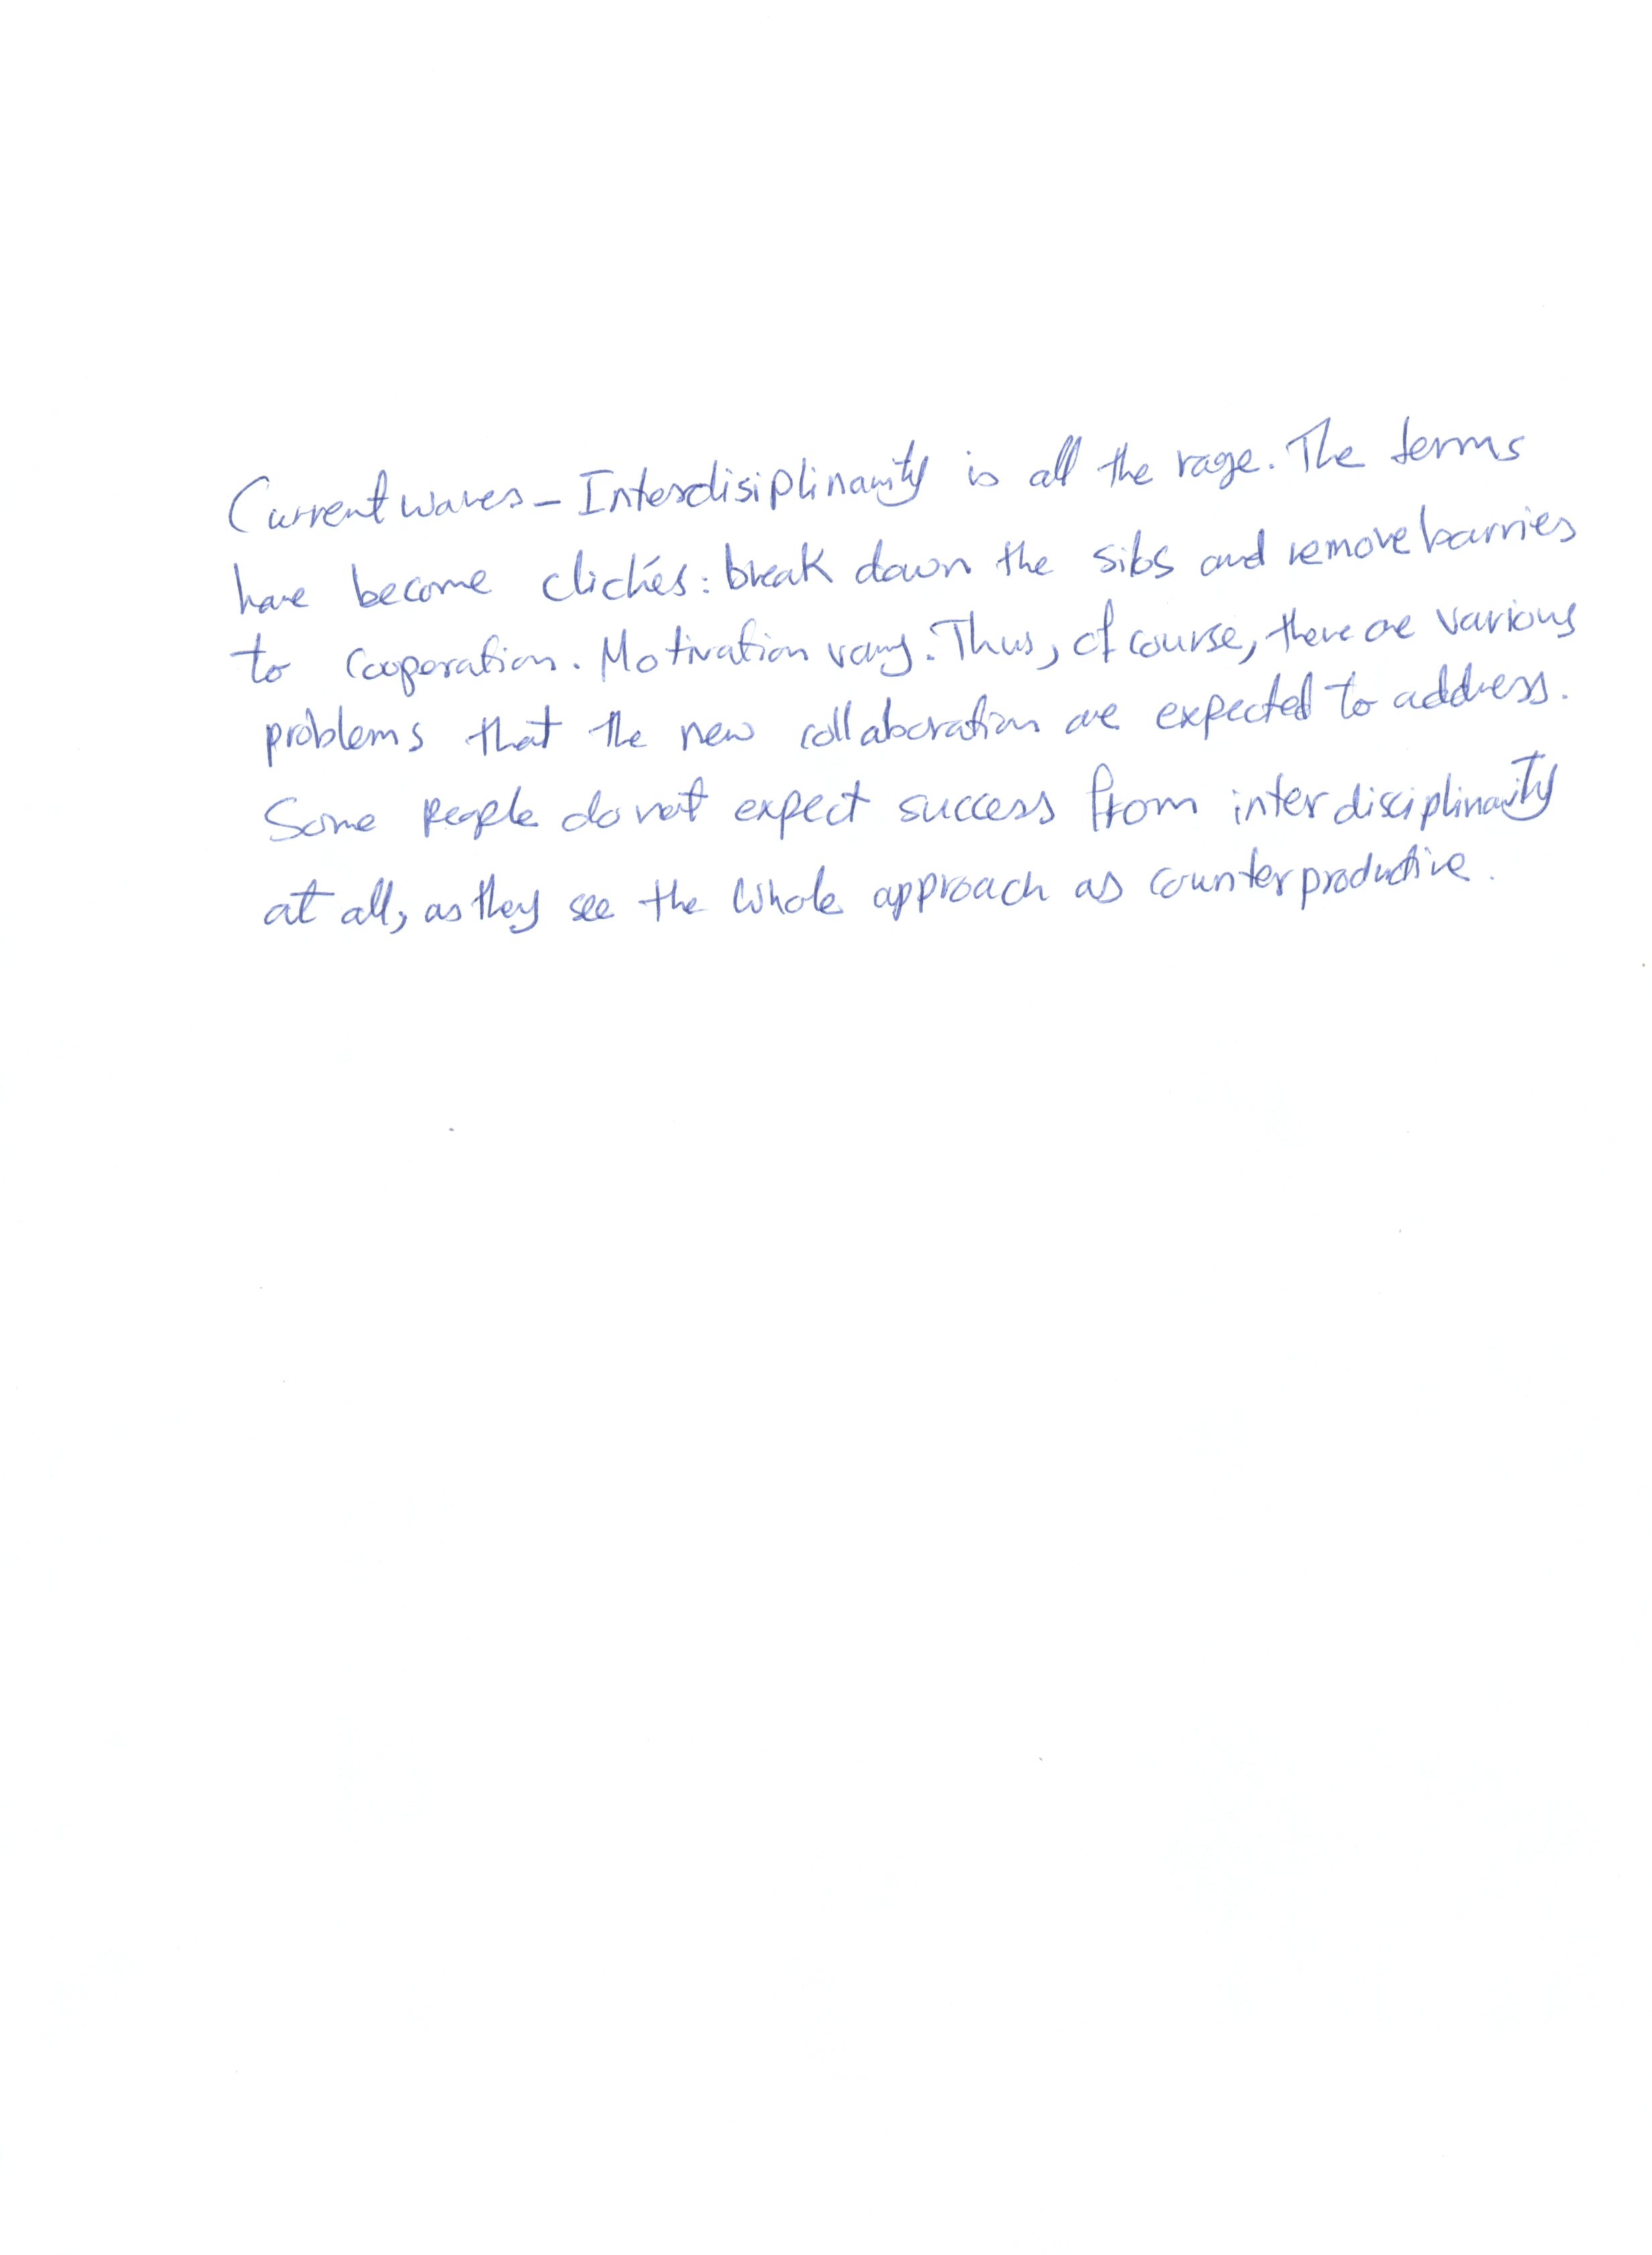 Current waves - Interdisiplinarity is all the rage. The terms
have become clichés: break down the silos and remove barries
to cooperation. Motivation vary. Thus, of course, there are various
problems that the new collaboration are expected to address.
Some people do not expect success from interdisciplinarity
at all, as they see the whole approach as counterproductive.